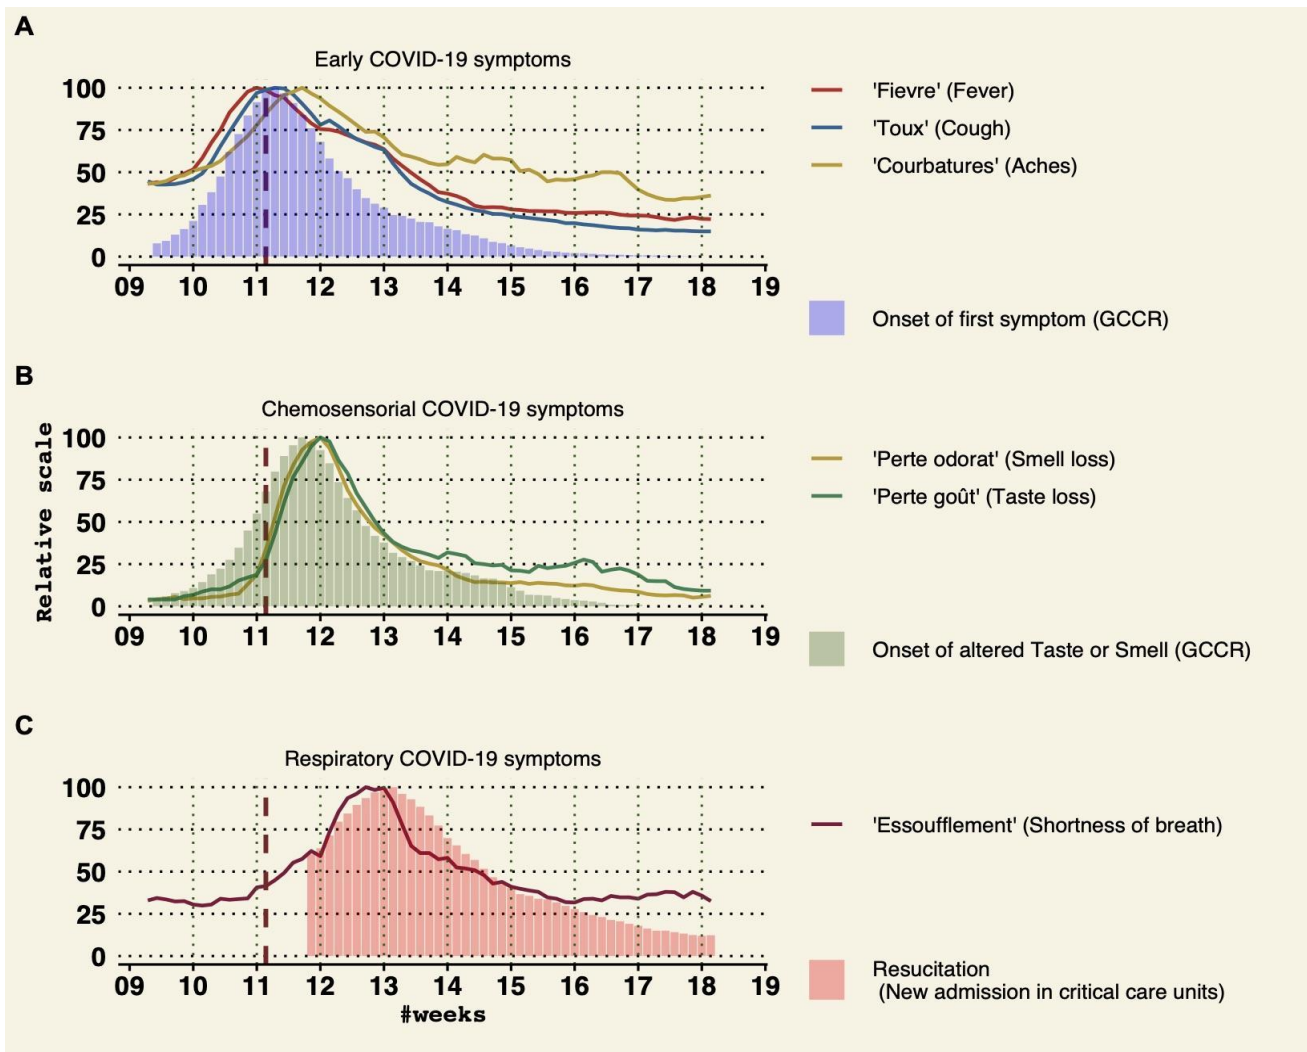 A
Early COVID-19 symptoms
100
75
50
25
0
09 10 11 12 13 14 15 16 17 18 19
'Fievre' (Fever)
'Toux' (Cough)
'Courbatures' (Aches)
Onset of first symptom (GCCR)
B
Chemosensorial COVID-19 symptoms
Relative scale
100
75
50
25
0
09 10 11 12 13 14 15 16 17 18 19
'Perte odorat' (Smell loss)
'Perte goût' (Taste loss)
Onset of altered Taste or Smell (GCCR)
C
Respiratory COVID-19 symptoms
100
75
50
25
0
09 10 11 12 13 14 15 16 17 18 19
#weeks
'Essoufflement' (Shortness of breath)
Resucitation
(New admission in critical care units)